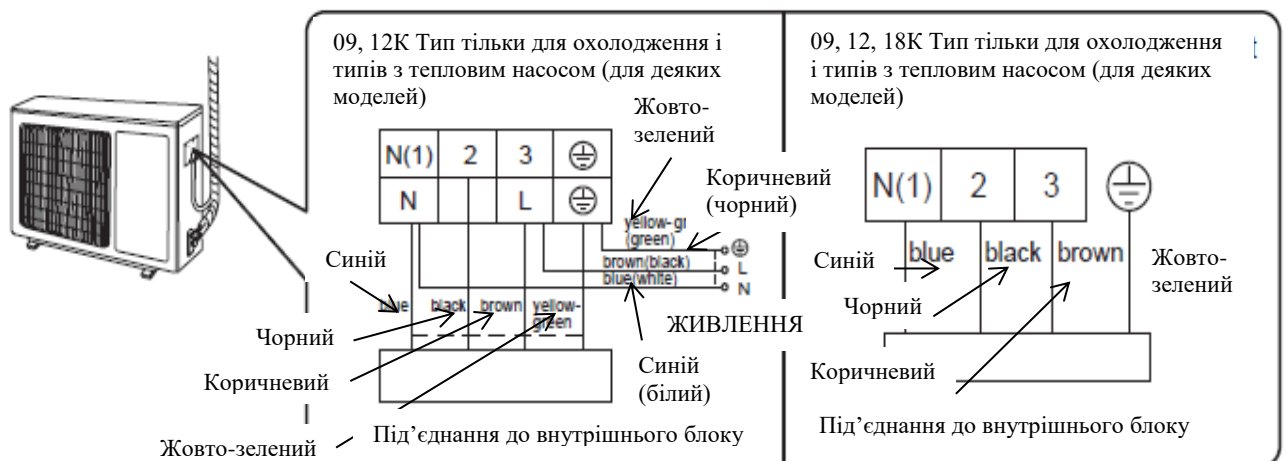 09, 12К Тип тільки для охолодження і
типів з тепловим насосом (для деяких
моделей)
Жовто-
зелений
N(1) 2 3
N L
Коричневий
(чорний)
yellow-gr
(green)
brown(black)
L
blue(white)
N
Синій
blue black brown yellow-
green
ЖИВЛЕННЯ
Чорний
Синій
(білий)
Коричневий
Жовто-зелений
Під’єднання до внутрішнього блоку
09, 12, 18К Тип тільки для охолодження
і типів з тепловим насосом (для деяких
моделей)
N(1) 2 3
Синій
blue black brown
Жовто-
зелений
Чорний
Коричневий
Під’єднання до внутрішнього блоку